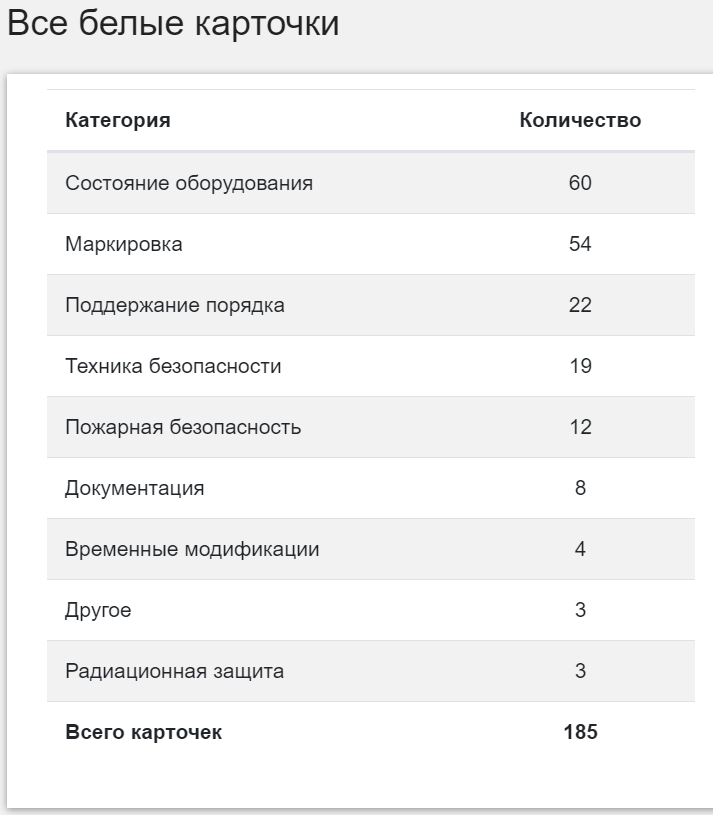 Все белые карточки
Категория Количество
Состояние оборудования 60
Маркировка 54
Поддержание порядка 22
Техника безопасности 19
Пожарная безопасность 12
Документация 8
Временные модификации 4
Другое 3
Радиационная защита 3
Всего карточек 185